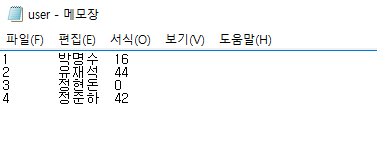 user - 메모장
파일(F) 편집(E) 서식(O) 보기(V) 도움말(H)
1 박명수 16
2 유재석 44
3 정현돈 0
4 정준하 42